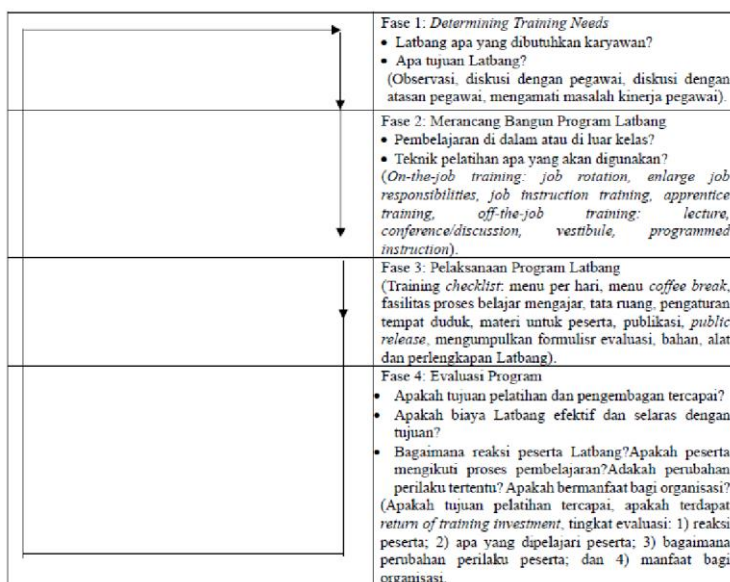 Fase 1: Determining Training Needs
• Latbang apa yang dibutuhkan karyawan?
• Apa tujuan Latbang?
(Observasi, diskusi dengan pegawai, diskusi dengan
atasan pegawai, mengamati masalah kinerja pegawai).
Fase 2: Merancang Bangun Program Latbang
• Pembelajaran di dalam atau di luar kelas?
• Teknik pelatihan apa yang akan digunakan?
(On-the-job training: job rotation, enlarge job
responsibilities, job instruction training, apprentice
training, off-the-job training: lecture,
conference/discussion, vestibule, programmed
instruction).
Fase 3: Pelaksanaan Program Latbang
(Training checklist: menu per hari, menu coffee break,
fasilitas proses belajar mengajar, tata ruang, pengaturan
tempat duduk, materi untuk peserta, publikasi, public
release, mengumpulkan formulisr evaluasi, bahan, alat
dan perlengkapan Latbang).
Fase 4: Evaluasi Program
• Apakah tujuan pelatihan dan pengembagan tercapai?
• Apakah biaya Latbang efektif dan selaras dengan
tujuan?
• Bagaimana reaksi peserta Latbang?Apakah peserta
mengikuti proses pembelajaran?Adakah perubahan
perilaku tertentu? Apakah bermanfaat bagi organisasi?
(Apakah tujuan pelatihan tercapai, apakah terdapat
return of training investment, tingkat evaluasi: 1) reaksi
peserta; 2) apa yang dipelajari peserta; 3) bagaimana
perubahan perilaku peserta; dan 4) manfaat bagi
organisasi.